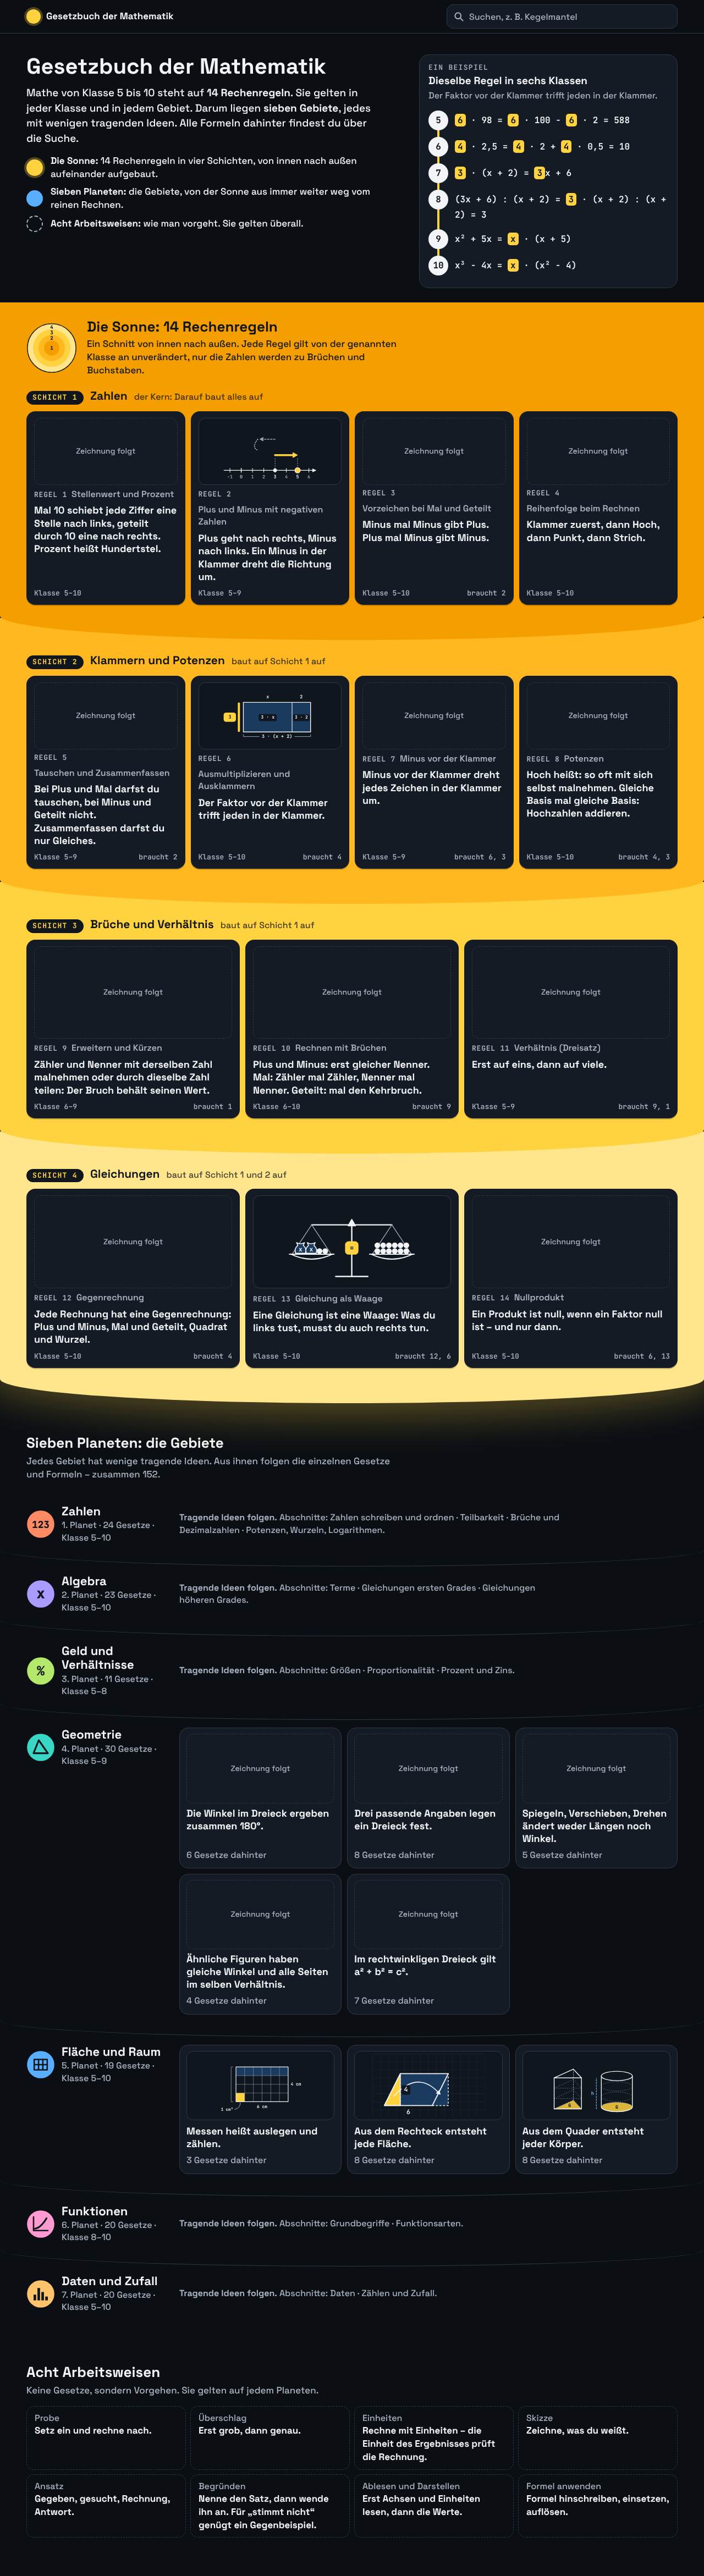 Gesetzbuch der Mathematik
Suchen, z. B. Kegelmantel
Gesetzbuch der Mathematik
Mathe von Klasse 5 bis 10 steht auf 14 Rechenregeln. Sie gelten in
jeder Klasse und in jedem Gebiet. Darum liegen sieben Gebiete, jedes
mit wenigen tragenden Ideen. Alle Formeln dahinter findest du über
die Suche.
Die Sonne: 14 Rechenregeln in vier Schichten, von innen nach außen
aufeinander aufgebaut.
Sieben Planeten: die Gebiete, von der Sonne aus immer weiter weg vom
reinen Rechnen.
Acht Arbeitsweisen: wie man vorgeht. Sie gelten überall.
EIN BEISPIEL
Dieselbe Regel in sechs Klassen
Der Faktor vor der Klammer trifft jeden in der Klammer.
5 6 · 98 = 6 · 100 - 6 · 2 = 588
6 4 · 2,5 = 4 · 2 + 4 · 0,5 = 10
7 3 · (x + 2) = 3x + 6
8 (3x + 6) : (x + 2) = 3 · (x + 2) : (x +
2) = 3
9 x² + 5x = x · (x + 5)
10 x³ - 4x = x · (x² - 4)
4
3
2
1
Die Sonne: 14 Rechenregeln
Ein Schritt von innen nach außen. Jede Regel gilt von der genannten
Klasse an unverändert, nur die Zahlen werden zu Brüchen und
Buchstaben.
SCHICHT 1 Zahlen der Kern: Darauf baut alles auf
Zeichnung folgt
REGEL 1 Stellenwert und Prozent
Mal 10 schiebt jede Ziffer eine
Stelle nach links, geteilt
durch 10 eine nach rechts.
Prozent heißt Hundertstel.
Klasse 5–10
-1 0 1 2 3 4 5 6
REGEL 2
Plus und Minus mit negativen
Zahlen
Plus geht nach rechts, Minus
nach links. Ein Minus in der
Klammer dreht die Richtung
um.
Klasse 5–9
Zeichnung folgt
REGEL 3
Vorzeichen bei Mal und Geteilt
Minus mal Minus gibt Plus.
Plus mal Minus gibt Minus.
Klasse 5–10 braucht 2
Zeichnung folgt
REGEL 4
Reihenfolge beim Rechnen
Klammer zuerst, dann Hoch,
dann Punkt, dann Strich.
Klasse 5–10
SCHICHT 2 Klammern und Potenzen baut auf Schicht 1 auf
Zeichnung folgt
REGEL 5
Tauschen und Zusammenfassen
Bei Plus und Mal darfst du
tauschen, bei Minus und
Geteilt nicht.
Zusammenfassen darfst du
nur Gleiches.
Klasse 5–9 braucht 2
x 2
3 3 · x 3 · 2
3 · (x + 2)
REGEL 6
Ausmultiplizieren und
Ausklammern
Der Faktor vor der Klammer
trifft jeden in der Klammer.
Klasse 5–10 braucht 4
Zeichnung folgt
REGEL 7 Minus vor der Klammer
Minus vor der Klammer dreht
jedes Zeichen in der Klammer
um.
Klasse 5–9 braucht 6, 3
Zeichnung folgt
REGEL 8 Potenzen
Hoch heißt: so oft mit sich
selbst malnehmen. Gleiche
Basis mal gleiche Basis:
Hochzahlen addieren.
Klasse 5–10 braucht 4, 3
SCHICHT 3 Brüche und Verhältnis baut auf Schicht 1 auf
Zeichnung folgt
REGEL 9 Erweitern und Kürzen
Zähler und Nenner mit derselben Zahl
malnehmen oder durch dieselbe Zahl
teilen: Der Bruch behält seinen Wert.
Klasse 6–9 braucht 1
Zeichnung folgt
REGEL 10 Rechnen mit Brüchen
Plus und Minus: erst gleicher Nenner.
Mal: Zähler mal Zähler, Nenner mal
Nenner. Geteilt: mal den Kehrbruch.
Klasse 6–10 braucht 9
Zeichnung folgt
REGEL 11 Verhältnis (Dreisatz)
Erst auf eins, dann auf viele.
Klasse 5–9 braucht 9, 1
SCHICHT 4 Gleichungen baut auf Schicht 1 und 2 auf
Zeichnung folgt
REGEL 12 Gegenrechnung
Jede Rechnung hat eine Gegenrechnung:
Plus und Minus, Mal und Geteilt, Quadrat
und Wurzel.
Klasse 5–10 braucht 4
x x =
REGEL 13 Gleichung als Waage
Eine Gleichung ist eine Waage: Was du
links tust, musst du auch rechts tun.
Klasse 5–10 braucht 12, 6
Zeichnung folgt
REGEL 14 Nullprodukt
Ein Produkt ist null, wenn ein Faktor null
ist – und nur dann.
Klasse 5–10 braucht 6, 13
Sieben Planeten: die Gebiete
Jedes Gebiet hat wenige tragende Ideen. Aus ihnen folgen die einzelnen Gesetze
und Formeln – zusammen 152.
123
Zahlen
1. Planet · 24 Gesetze ·
Klasse 5–10
Tragende Ideen folgen. Abschnitte: Zahlen schreiben und ordnen · Teilbarkeit · Brüche und
Dezimalzahlen · Potenzen, Wurzeln, Logarithmen.
x
Algebra
2. Planet · 23 Gesetze ·
Klasse 5–10
Tragende Ideen folgen. Abschnitte: Terme · Gleichungen ersten Grades · Gleichungen
höheren Grades.
%
Geld und
Verhältnisse
3. Planet · 11 Gesetze ·
Klasse 5–8
Tragende Ideen folgen. Abschnitte: Größen · Proportionalität · Prozent und Zins.
Geometrie
4. Planet · 30 Gesetze ·
Klasse 5–9
Zeichnung folgt
Die Winkel im Dreieck ergeben
zusammen 180°.
6 Gesetze dahinter
Zeichnung folgt
Drei passende Angaben legen
ein Dreieck fest.
8 Gesetze dahinter
Zeichnung folgt
Spiegeln, Verschieben, Drehen
ändert weder Längen noch
Winkel.
5 Gesetze dahinter
Zeichnung folgt
Ähnliche Figuren haben
gleiche Winkel und alle Seiten
im selben Verhältnis.
4 Gesetze dahinter
Zeichnung folgt
Im rechtwinkligen Dreieck gilt
a² + b² = c².
7 Gesetze dahinter
Fläche und Raum
5. Planet · 19 Gesetze ·
Klasse 5–10
4 cm
1 cm² 6 cm
Messen heißt auslegen und
zählen.
3 Gesetze dahinter
4
6
Aus dem Rechteck entsteht
jede Fläche.
8 Gesetze dahinter
G h G
Aus dem Quader entsteht
jeder Körper.
8 Gesetze dahinter
Funktionen
6. Planet · 20 Gesetze ·
Klasse 8–10
Tragende Ideen folgen. Abschnitte: Grundbegriffe · Funktionsarten.
Daten und Zufall
7. Planet · 20 Gesetze ·
Klasse 5–10
Tragende Ideen folgen. Abschnitte: Daten · Zählen und Zufall.
Acht Arbeitsweisen
Keine Gesetze, sondern Vorgehen. Sie gelten auf jedem Planeten.
Probe
Setz ein und rechne nach.
Überschlag
Erst grob, dann genau.
Einheiten
Rechne mit Einheiten – die
Einheit des Ergebnisses prüft
die Rechnung.
Skizze
Zeichne, was du weißt.
Ansatz
Gegeben, gesucht, Rechnung,
Antwort.
Begründen
Nenne den Satz, dann wende
ihn an. Für „stimmt nicht“
genügt ein Gegenbeispiel.
Ablesen und Darstellen
Erst Achsen und Einheiten
lesen, dann die Werte.
Formel anwenden
Formel hinschreiben, einsetzen,
auflösen.